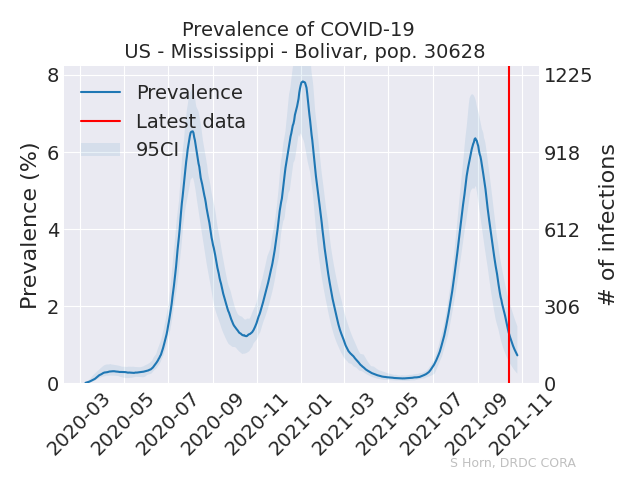 Prevalence of COVID-19
US - Mississippi - Bolivar, pop. 30628
Prevalence (%)
8
6
4
2
0
Prevalence
Latest data
95CI
1225
918
612
306
0
# of infections
2020-03
2020-05
2020-07
2020-09
2020-11
2021-01
2021-03
2021-05
2021-07
2021-09
2021-11
S Horn, DRDC CORA